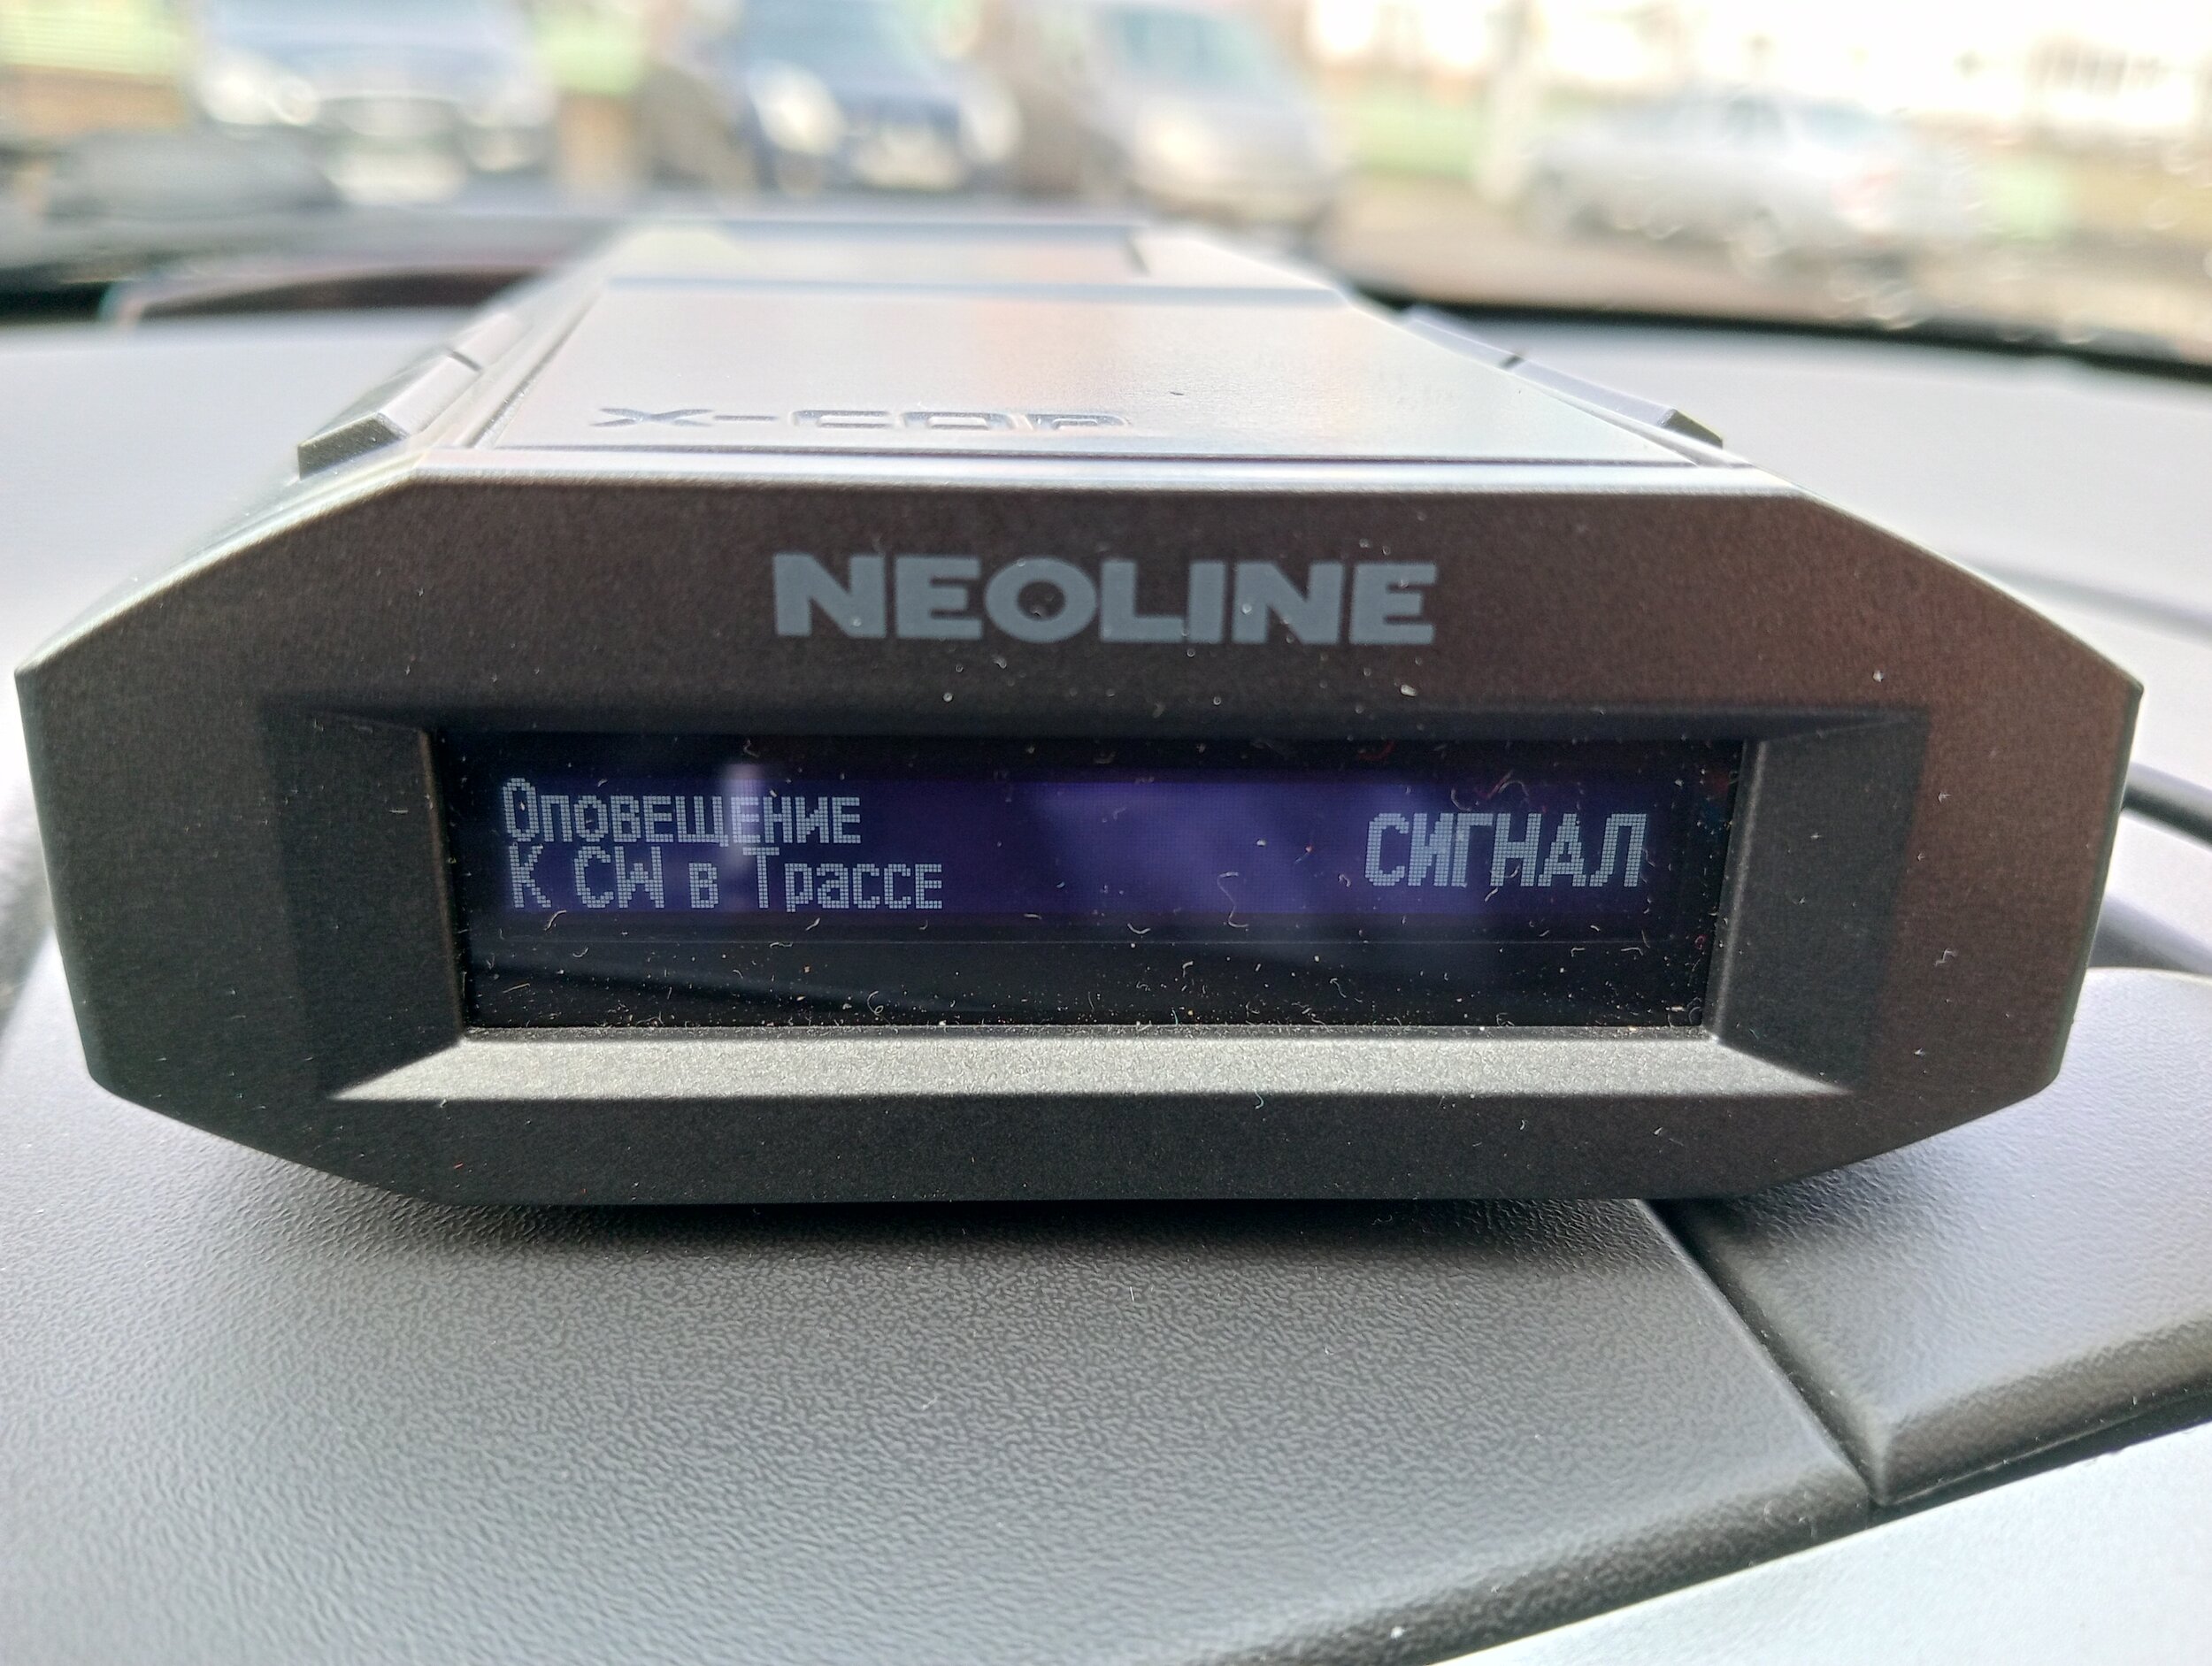 X-COP
NEOLINE
Оповещение
К CW в Трассе
СИГНАЛ